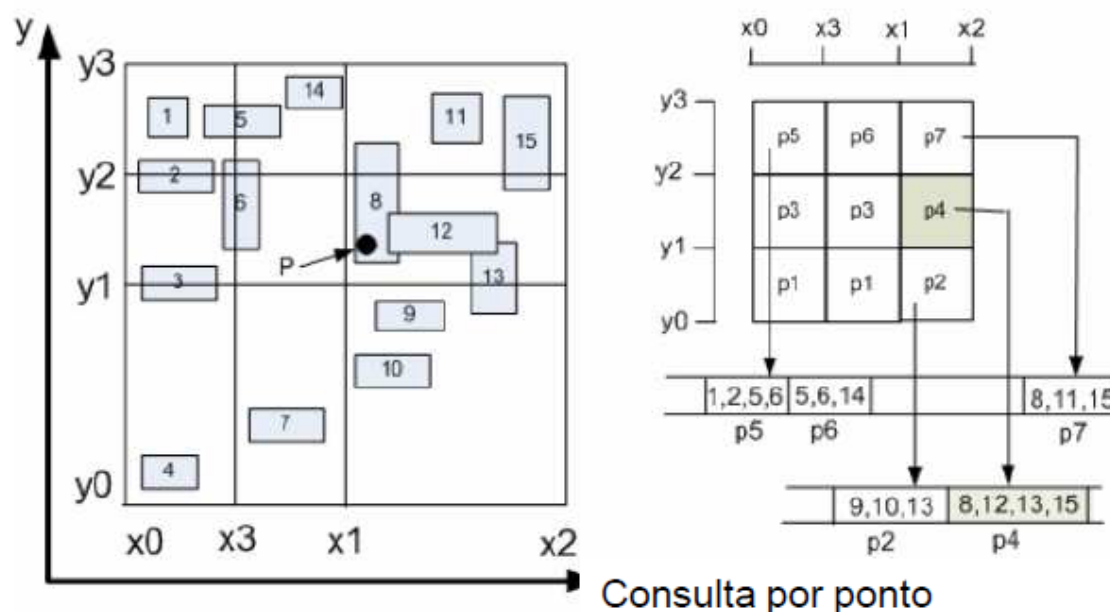 y
y3
y2
y1
y0
1
5
14
11
15
2
6
8
12
P
3
13
9
10
7
4
x0 x3 x1 x2
x0 x3 x1 x2
y3
y2
y1
y0
p5 p6 p7
p3 p3 p4
p1 p1 p2
1,2,5,6 5,6,14 8,11,15
p5 p6 p7
9,10,13 8,12,13,15
p2 p4
Consulta por ponto